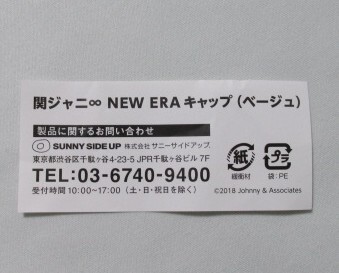 関ジャニ∞ NEW ERA キャップ（ベージュ）
製品に関するお問い合わせ
SUNNY SIDE UP 株式会社 サニーサイドアップ
東京都渋谷区千駄ヶ谷4-23-5 JPR千駄ヶ谷ビル 7F
TEL：03-6740-9400
受付時間 10:00〜17:00（土・日・祝日を除く）
紙
緩衝材
プラ
袋：PE
©2018 Johnny & Associates